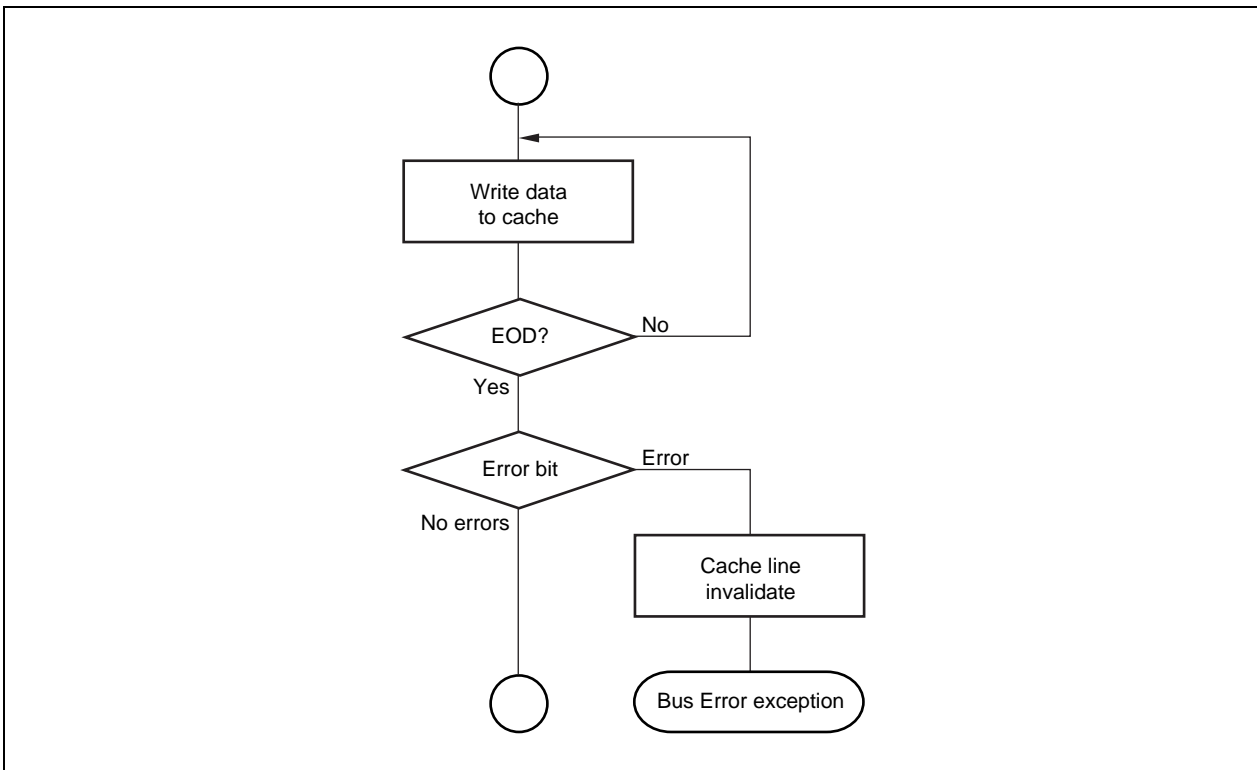 Write data
to cache
EOD?
No
Yes
Error bit
Error
No errors
Cache line
invalidate
Bus Error exception